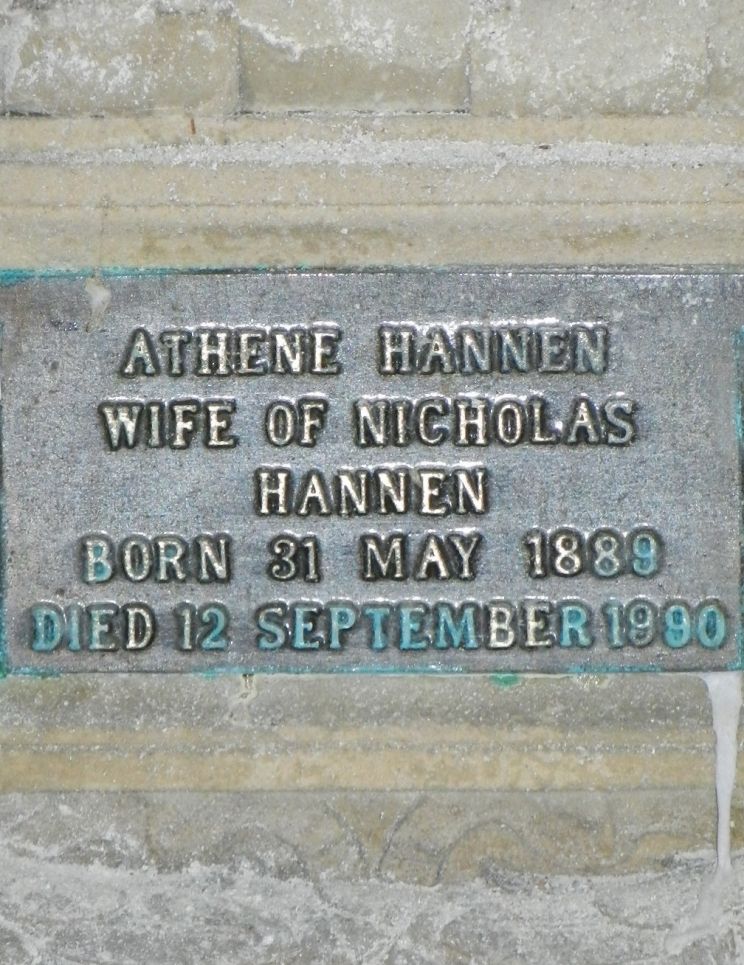 ATHENE HANNEN
WIFE OF NICHOLAS
HANNEN
BORN 31 MAY 1889
DIED 12 SEPTEMBER 1990